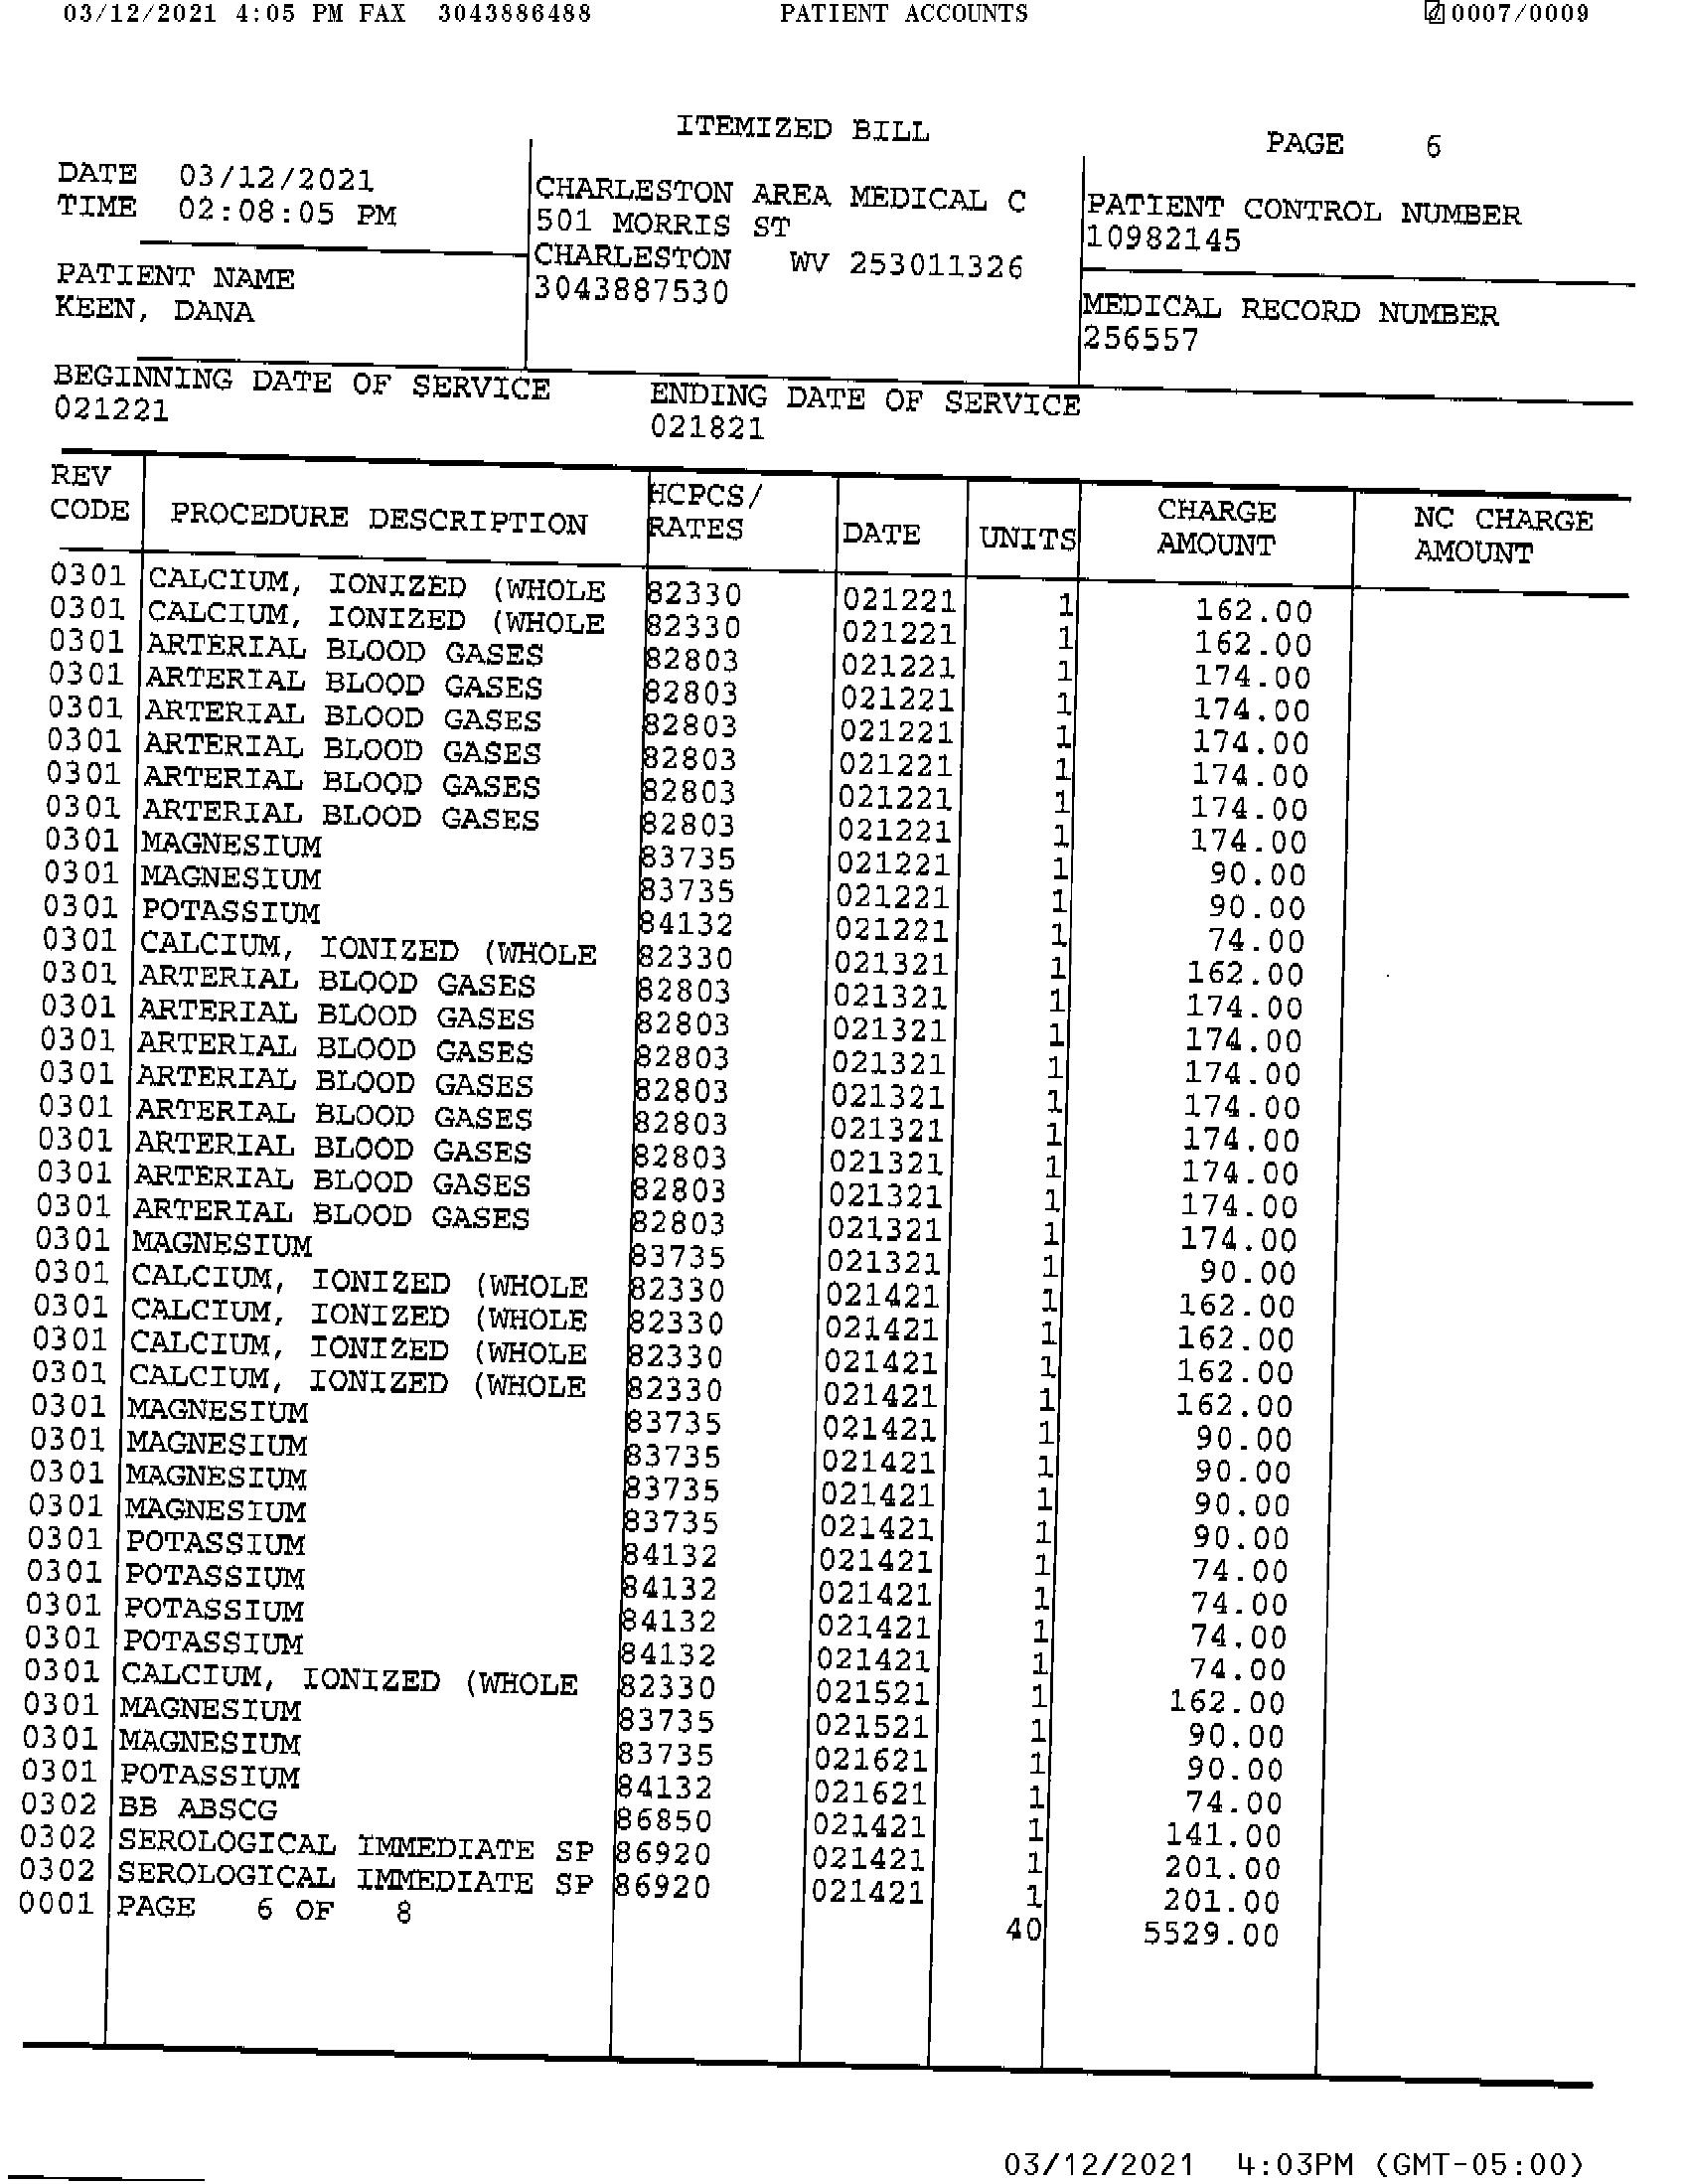 03/12/2021 4:05 PM FAX 3043886488 PATIENT ACCOUNTS 0007/0009
ITEMIZED BILL
PAGE 6
DATE 03/12/2021
TIME 02:08:05 PM
CHARLESTON AREA MEDICAL C
501 MORRIS ST
CHARLESTON WV 253011326
3043887530
PATIENT CONTROL NUMBER
10982145
PATIENT NAME
KEEN, DANA
MEDICAL RECORD NUMBER
256557
BEGINNING DATE OF SERVICE
021221
ENDING DATE OF SERVICE
021821
REV CODE PROCEDURE DESCRIPTION HCPCS/ RATES DATE UNITS CHARGE AMOUNT NC CHARGE AMOUNT
0301 CALCIUM, IONIZED (WHOLE 82330 021221 1 162.00
0301 CALCIUM, IONIZED (WHOLE 82330 021221 1 162.00
0301 ARTERIAL BLOOD GASES 82803 021221 1 174.00
0301 ARTERIAL BLOOD GASES 82803 021221 1 174.00
0301 ARTERIAL BLOOD GASES 82803 021221 1 174.00
0301 ARTERIAL BLOOD GASES 82803 021221 1 174.00
0301 ARTERIAL BLOOD GASES 82803 021221 1 174.00
0301 ARTERIAL BLOOD GASES 82803 021221 1 174.00
0301 MAGNESIUM 83735 021221 1 90.00
0301 MAGNESIUM 83735 021221 1 90.00
0301 POTASSIUM 84132 021221 1 74.00
0301 CALCIUM, IONIZED (WHOLE 82330 021321 1 162.00
0301 ARTERIAL BLOOD GASES 82803 021321 1 174.00
0301 ARTERIAL BLOOD GASES 82803 021321 1 174.00
0301 ARTERIAL BLOOD GASES 82803 021321 1 174.00
0301 ARTERIAL BLOOD GASES 82803 021321 1 174.00
0301 ARTERIAL BLOOD GASES 82803 021321 1 174.00
0301 ARTERIAL BLOOD GASES 82803 021321 1 174.00
0301 ARTERIAL BLOOD GASES 82803 021321 1 174.00
0301 ARTERIAL BLOOD GASES 82803 021321 1 174.00
0301 MAGNESIUM 83735 021321 1 90.00
0301 CALCIUM, IONIZED (WHOLE 82330 021421 1 162.00
0301 CALCIUM, IONIZED (WHOLE 82330 021421 1 162.00
0301 CALCIUM, IONIZED (WHOLE 82330 021421 1 162.00
0301 CALCIUM, IONIZED (WHOLE 82330 021421 1 162.00
0301 MAGNESIUM 83735 021421 1 90.00
0301 MAGNESIUM 83735 021421 1 90.00
0301 MAGNESIUM 83735 021421 1 90.00
0301 MAGNESIUM 83735 021421 1 90.00
0301 POTASSIUM 84132 021421 1 74.00
0301 POTASSIUM 84132 021421 1 74.00
0301 POTASSIUM 84132 021421 1 74.00
0301 POTASSIUM 84132 021421 1 74.00
0301 CALCIUM, IONIZED (WHOLE 82330 021521 1 162.00
0301 MAGNESIUM 83735 021521 1 90.00
0301 MAGNESIUM 83735 021621 1 90.00
0301 POTASSIUM 84132 021621 1 74.00
0302 BB ABSCG 86850 021421 1 141.00
0302 SEROLOGICAL IMMEDIATE SP 86920 021421 1 201.00
0302 SEROLOGICAL IMMEDIATE SP 86920 021421 1 201.00
0001 PAGE 6 OF 8 40 5529.00
03/12/2021 4:03PM (GMT-05:00)